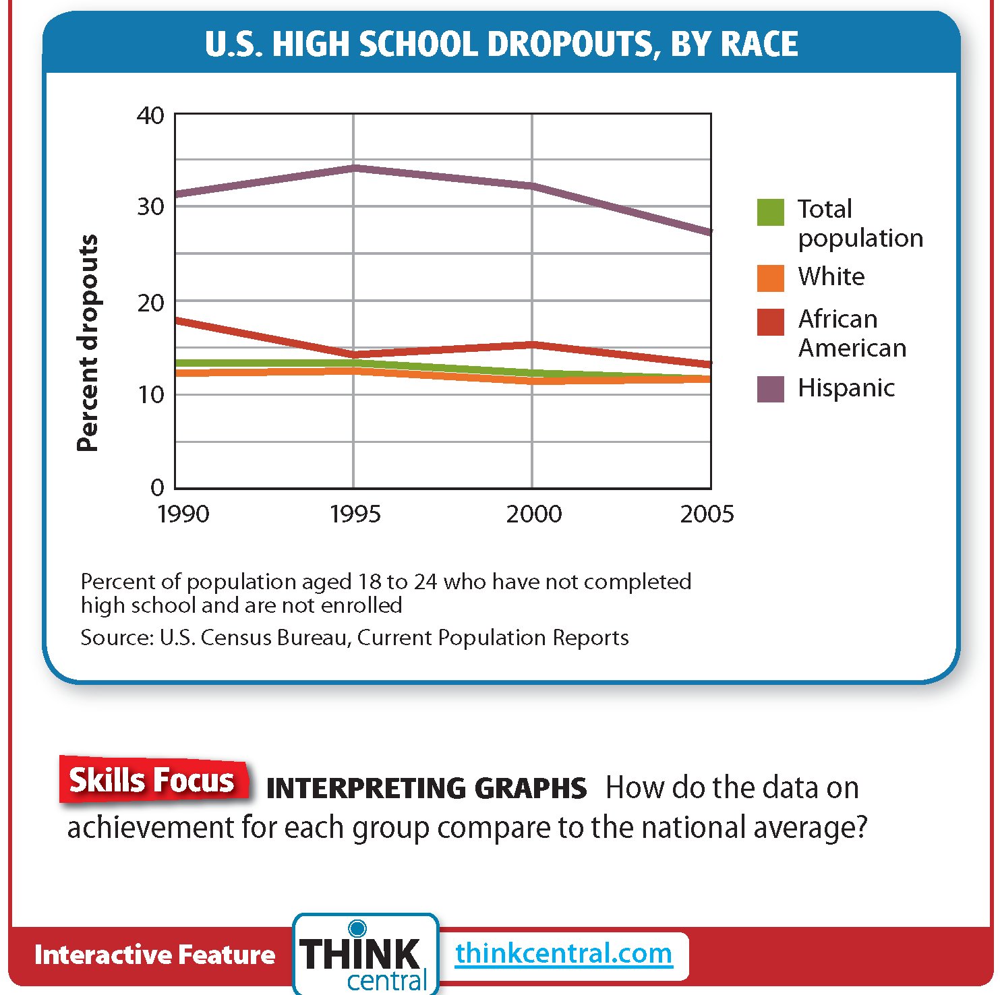 U.S. HIGH SCHOOL DROPOUTS, BY RACE
40
30
20
10
0
Percent dropouts
1990 1995 2000 2005
Total
population
White
African
American
Hispanic
Percent of population aged 18 to 24 who have not completed
high school and are not enrolled
Source: U.S. Census Bureau, Current Population Reports
Skills Focus INTERPRETING GRAPHS How do the data on
achievement for each group compare to the national average?
Interactive Feature THINK central thinkcentral.com